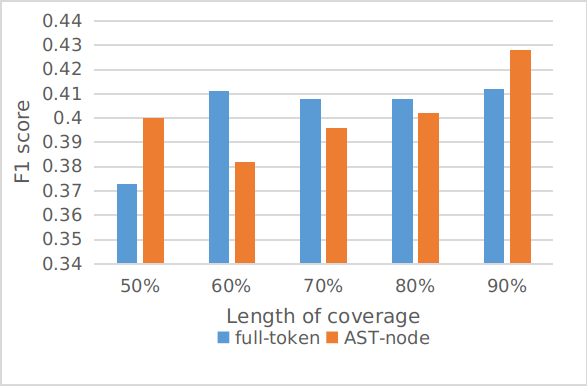 0.44
0.43
0.42
0.41
0.4
0.39
0.38
0.37
0.36
0.35
0.34
F1 score
50% 60% 70% 80% 90%
Length of coverage
full-token AST-node